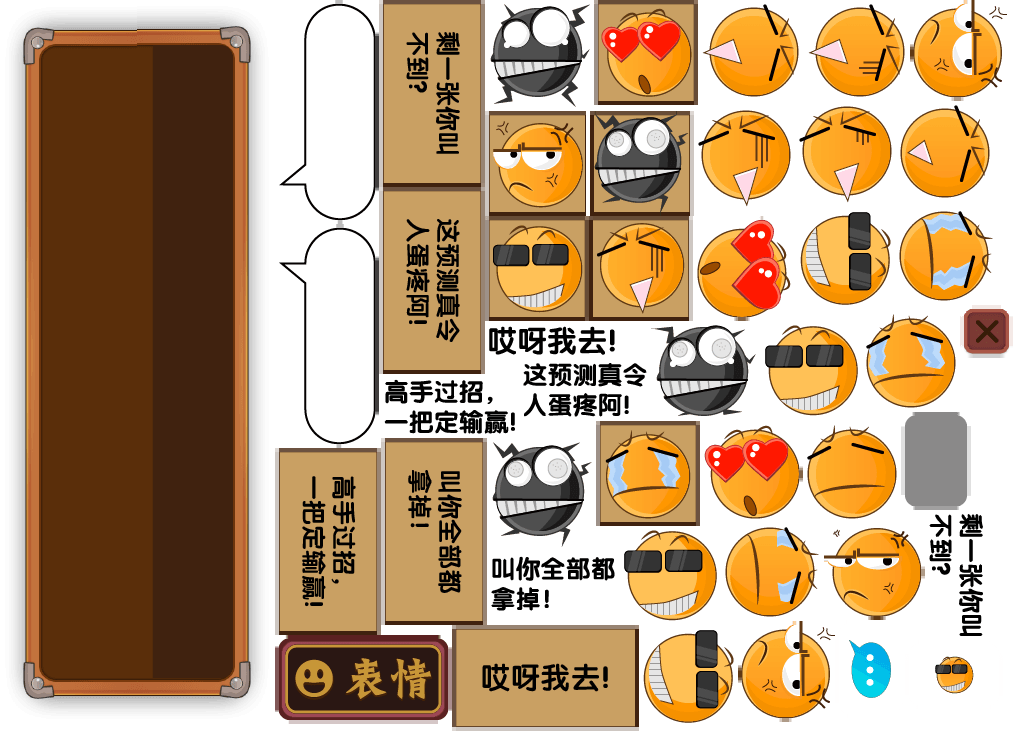 剩一张你叫
不到?
这预测真令
人蛋疼阿!
哎呀我去!
这预测真令
人蛋疼阿!
高手过招，
一把定输赢!
高手过招，
一把定输赢!
叫你全部都
拿掉!
叫你全部都
拿掉!
剩一张你叫
不到?
表情
哎呀我去!